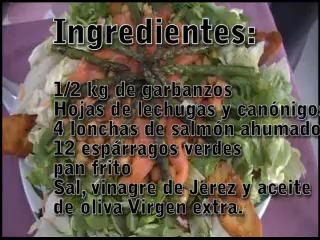 Ingredientes:
1/2 kg de garbanzos
Hojas de lechugas y canónigo
4 lonchas de salmón ahumado
12 espárragos verdes
pan frito
Sal, vinagre de Jerez y aceite
de oliva Virgen extra.